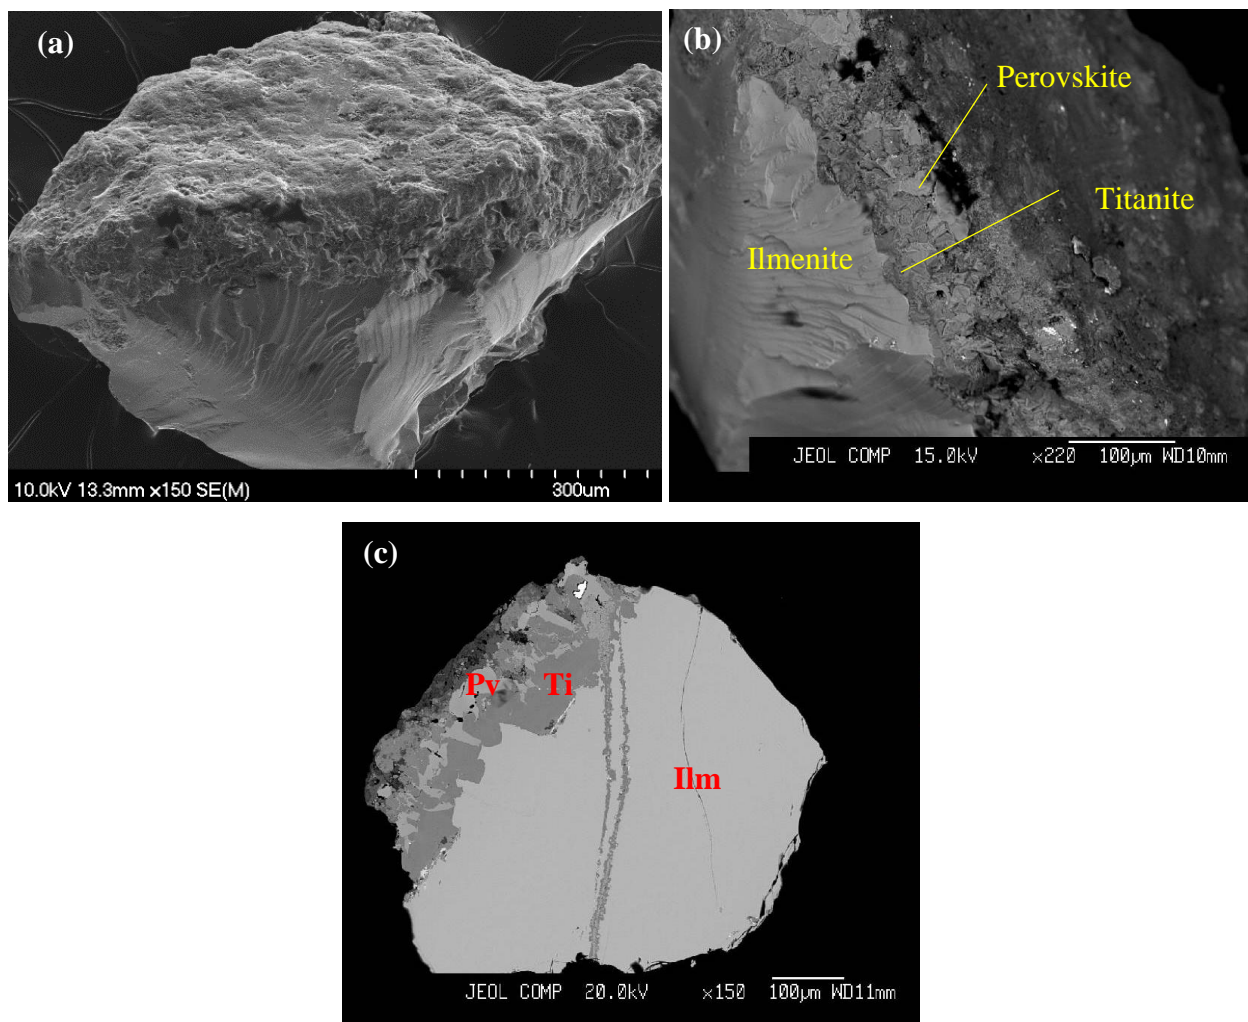 (a)
10.0kV 13.3mm x150 SE(M)
300um
(b)
Perovskite
Titanite
Ilmenite
JEOL COMP 15.0kV x220 100µm WD10mm
(c)
Pv Ti
Ilm
JEOL COMP 20.0kV x150 100µm WD11mm